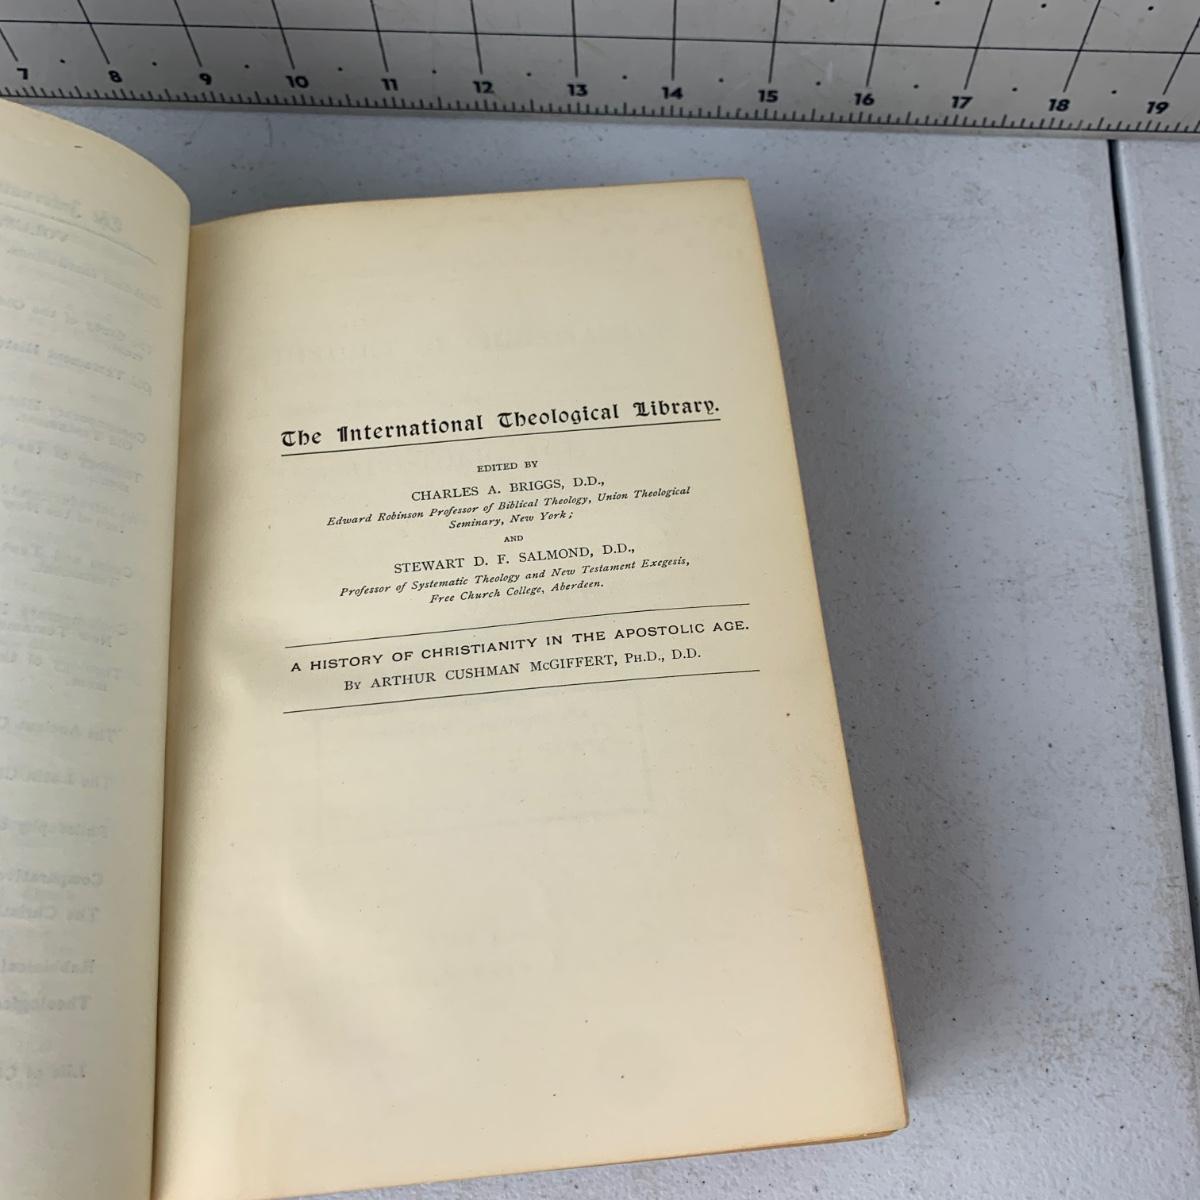 7 8 9 10 11 12 13 14 15 16 17 18 19
The International Theological Library.
EDITED BY
CHARLES A. BRIGGS, D.D.,
Edward Robinson Professor of Biblical Theology, Union Theological
Seminary, New York;
AND
STEWART D. F. SALMOND, D.D.,
Professor of Systematic Theology and New Testament Exegesis,
Free Church College, Aberdeen.
A HISTORY OF CHRISTIANITY IN THE APOSTOLIC AGE.
By ARTHUR CUSHMAN McGIFFERT, Ph.D., D.D.